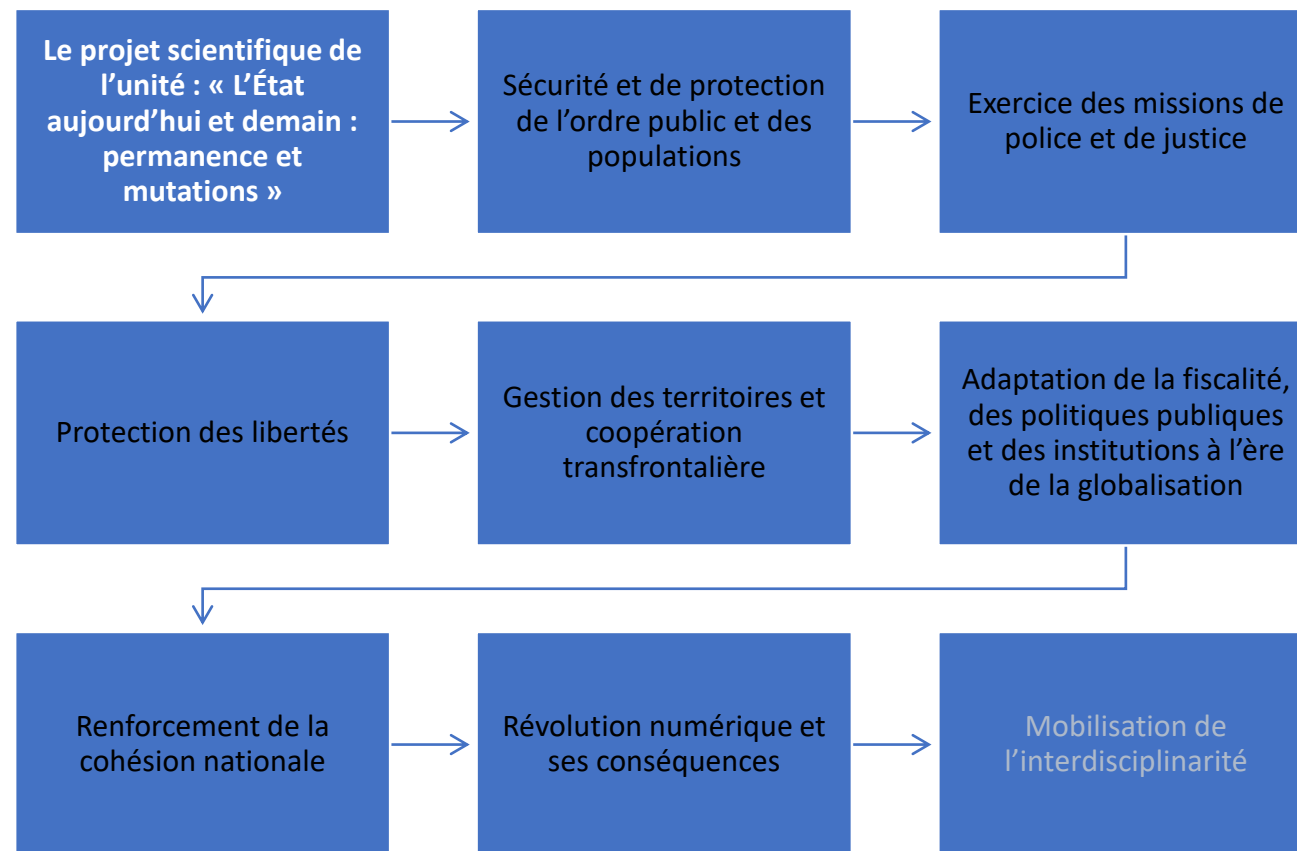 Le projet scientifique de
l’unité : « L’État
aujourd’hui et demain :
permanence et
mutations »
Sécurité et de protection
de l’ordre public et des
populations
Exercice des missions de
police et de justice
Protection des libertés
Gestion des territoires et
coopération
transfrontalière
Adaptation de la fiscalité,
des politiques publiques
et des institutions à l’ère
de la globalisation
Renforcement de la
cohésion nationale
Révolution numérique et
ses conséquences
Mobilisation de
l’interdisciplinarité